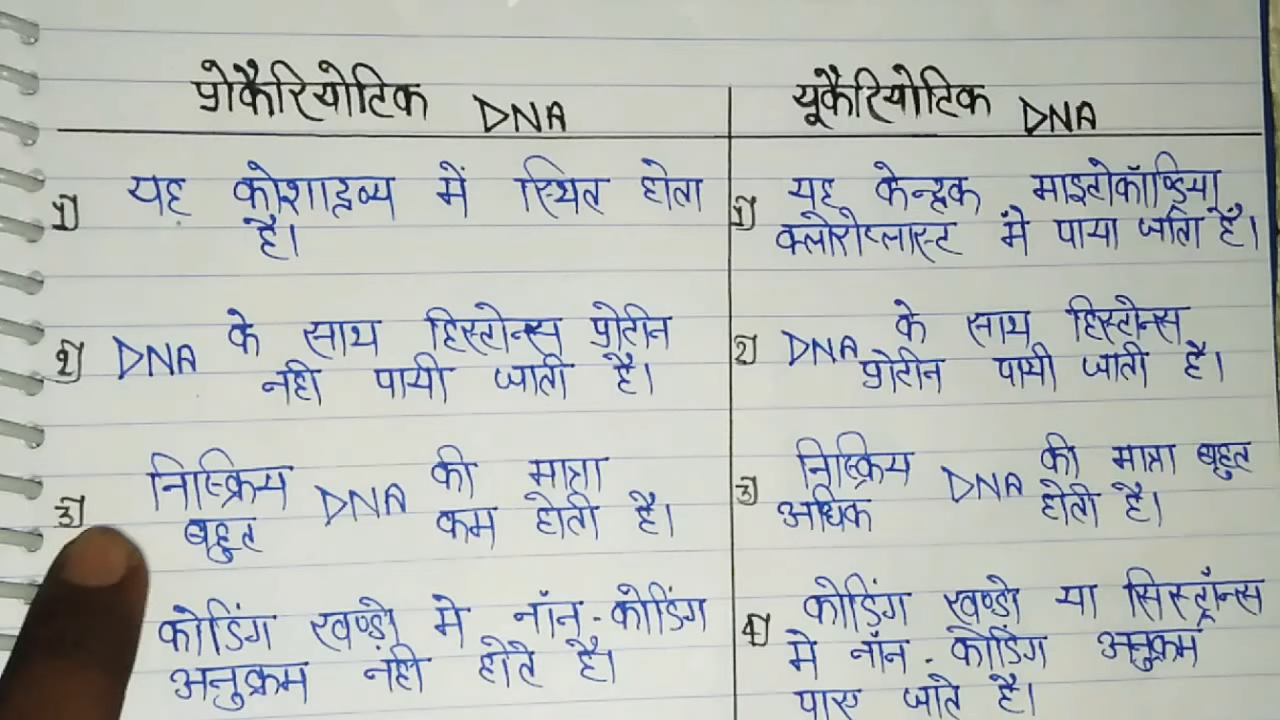 प्रोकैरियोटिक DNA
1) यह कोशाद्रव्य में स्थित होता
है।
2) DNA के साथ हिस्टोन्स प्रोटीन
नही पायी जाती है।
3) निष्क्रिय DNA की मात्रा
बहुत कम होती है।
कोडिंग खण्डो मे नॉन-कोडिंग
अनुक्रम नही होते है।
यूकैरियोटिक DNA
1) यह केन्द्रक माइटोकॉण्ड्रिया,
क्लोरोप्लास्ट में पाया जाता है।
2) DNA के साथ हिस्टोन्स
प्रोटीन पायी जाती है।
3) निष्क्रिय DNA की मात्रा बहुत
अधिक होती है।
4) कोडिंग खण्डो या सिस्ट्रॉन्स
मे नॉन-कोडिंग अनुक्रम
पाए जाते है।